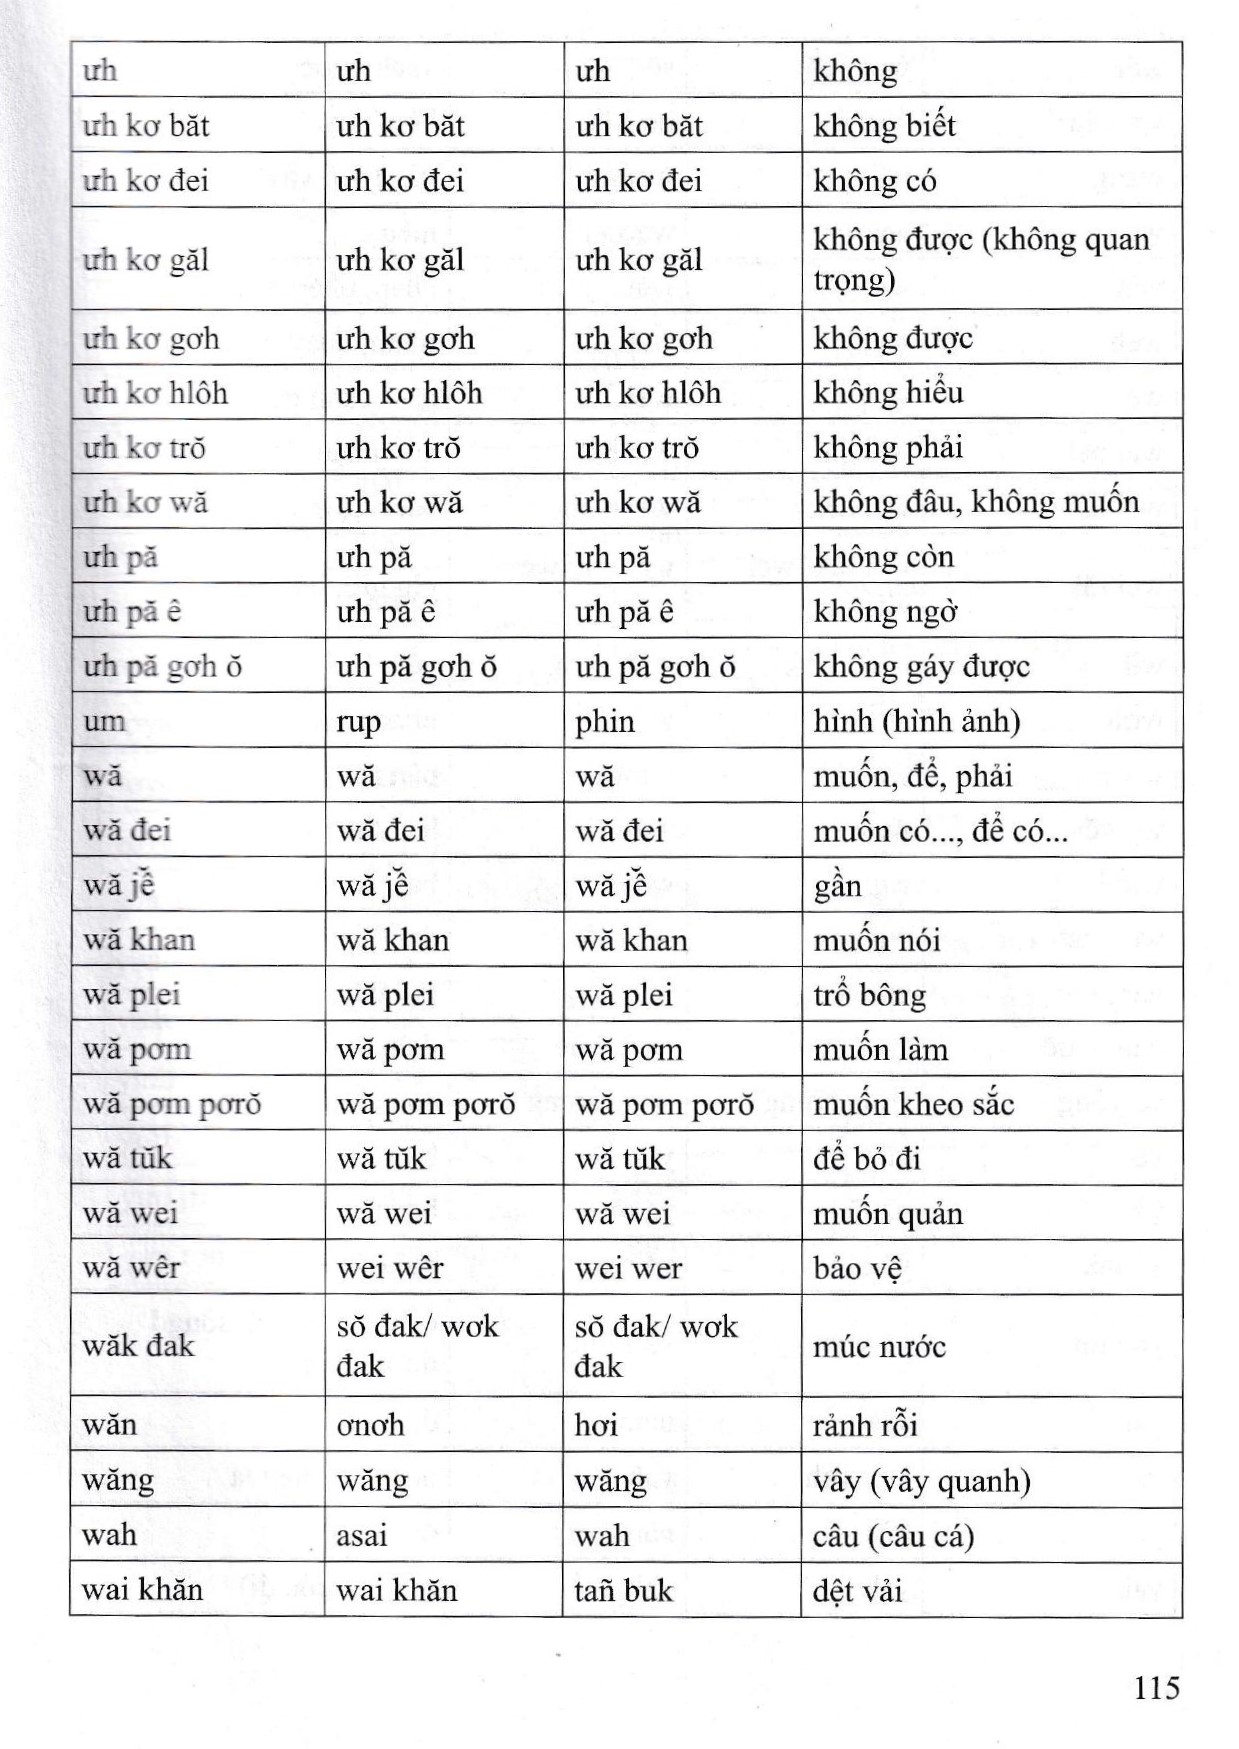 ưh ưh ưh không
ưh kơ băt ưh kơ băt ưh kơ băt không biết
ưh kơ đei ưh kơ đei ưh kơ đei không có
ưh kơ găl ưh kơ găl ưh kơ găl không được (không quan
trọng)
ưh kơ gơh ưh kơ gơh ưh kơ gơh không được
ưh kơ hlôh ưh kơ hlôh ưh kơ hlôh không hiểu
ưh kơ trŏ ưh kơ trŏ ưh kơ trŏ không phải
ưh kơ wă ưh kơ wă ưh kơ wă không đâu, không muốn
ưh pă ưh pă ưh pă không còn
ưh pă ê ưh pă ê ưh pă ê không ngờ
ưh pă gơh ŏ ưh pă gơh ŏ ưh pă gơh ŏ không gáy được
um rup phin hình (hình ảnh)
wă wă wă muốn, để, phải
wă đei wă đei wă đei muốn có..., để có...
wă jê̆ wă jê̆ wă jê̆ gần
wă khan wă khan wă khan muốn nói
wă plei wă plei wă plei trổ bông
wă pơm wă pơm wă pơm muốn làm
wă pơm pơrŏ wă pơm pơrŏ wă pơm pơrŏ muốn kheo sắc
wă tŭk wă tŭk wă tŭk để bỏ đi
wă wei wă wei wă wei muốn quản
wă wêr wei wêr wei wer bảo vệ
wăk đak sŏ đak/ wơk đak sŏ đak/ wơk đak múc nước
wăn ơnơh hơi rảnh rỗi
wăng wăng wăng vây (vây quanh)
wah asai wah câu (câu cá)
wai khăn wai khăn tañ buk dệt vải
115